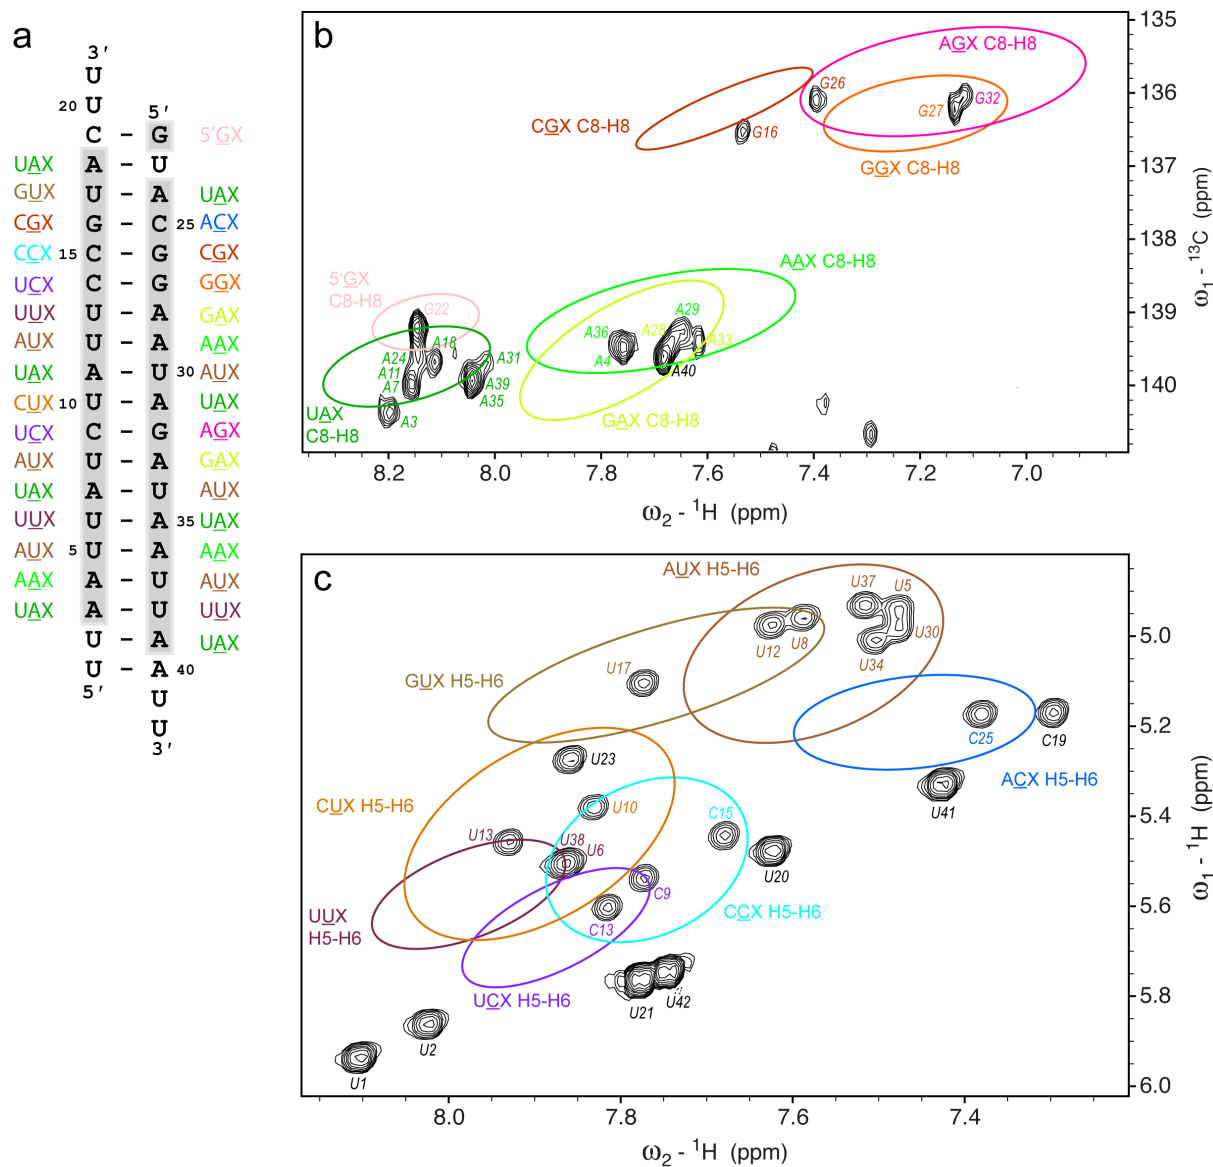 a
3′
U
20 U 5′
C – G 5'GX
UAX A – U
GUX U – A UAX
CGX G – C 25 ACX
CCX 15 C – G CGX
UCX C – G GGX
UUX U – A GAX
AUX U – A AAX
UAX A – U 30 AUX
CUX 10 U – A UAX
UCX C – G AGX
AUX U – A GAX
UAX A – U AUX
UUX U – A 35 UAX
AUX 5 U – A AAX
AAX A – U AUX
UAX A – U UUX
U – A UAX
U – A 40
5′ U
U
3′
b
AGX C8-H8
G26
G32
G27
CGX C8-H8
G16
GGX C8-H8
AAX C8-H8
5'GX
C8-H8
G22
A29
A36
A28
A33
A18
A24
A31
A4
A11
A40
A7
A39
A35
A3
UAX
C8-H8
GAX C8-H8
135
136
137
138
139
140
ω1 - 13C (ppm)
8.2 8.0 7.8 7.6 7.4 7.2 7.0
ω2 - 1H (ppm)
c
AUX H5-H6
U37
U5
U12
U8
U30
U34
U17
GUX H5-H6
C25
C19
ACX H5-H6
U23
U41
CUX H5-H6
U10
C15
U13
U38
U6
U20
C9
CCX H5-H6
UUX
H5-H6
C13
UCX H5-H6
U21
U42
U2
U1
5.0
5.2
5.4
5.6
5.8
6.0
ω1 - 1H (ppm)
8.0 7.8 7.6 7.4
ω2 - 1H (ppm)